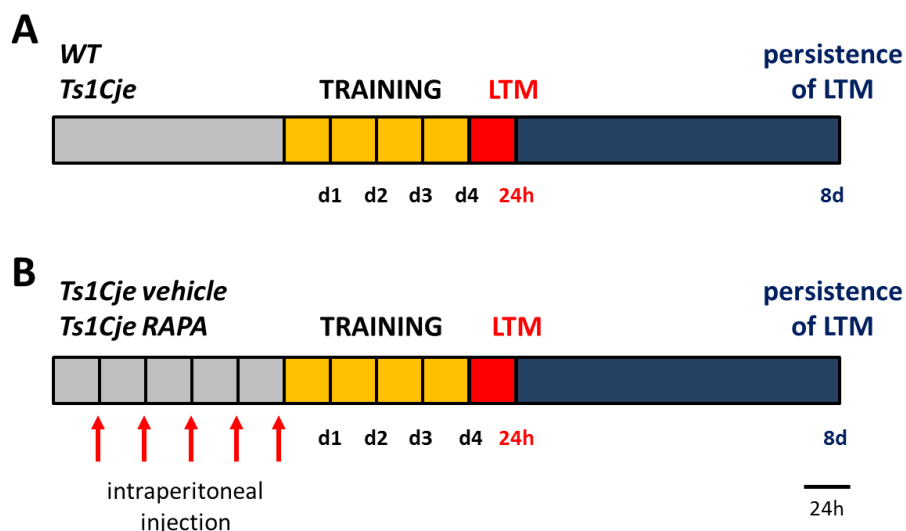 A
WT
Ts1Cje
TRAINING
LTM
persistence
of LTM
d1 d2 d3 d4 24h 8d
B
Ts1Cje vehicle
Ts1Cje RAPA
TRAINING
LTM
persistence
of LTM
d1 d2 d3 d4 24h 8d
intraperitoneal
injection
24h